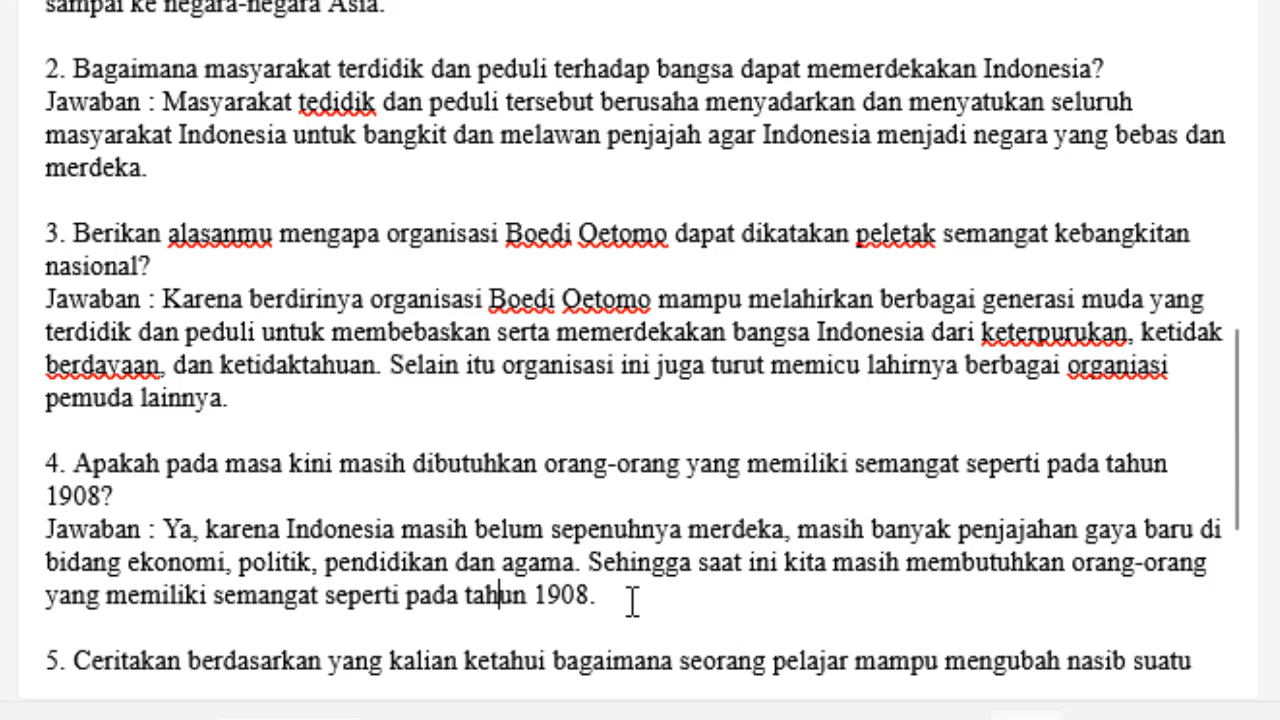 sampai ke negara-negara Asia.
2. Bagaimana masyarakat terdidik dan peduli terhadap bangsa dapat memerdekakan Indonesia?
Jawaban : Masyarakat tedidik dan peduli tersebut berusaha menyadarkan dan menyatukan seluruh
masyarakat Indonesia untuk bangkit dan melawan penjajah agar Indonesia menjadi negara yang bebas dan
merdeka.
3. Berikan alasanmu mengapa organisasi Boedi Oetomo dapat dikatakan peletak semangat kebangkitan
nasional?
Jawaban : Karena berdirinya organisasi Boedi Oetomo mampu melahirkan berbagai generasi muda yang
terdidik dan peduli untuk membebaskan serta memerdekakan bangsa Indonesia dari keterpurukan, ketidak
berdayaan, dan ketidaktahuan. Selain itu organisasi ini juga turut memicu lahirnya berbagai organiasi
pemuda lainnya.
4. Apakah pada masa kini masih dibutuhkan orang-orang yang memiliki semangat seperti pada tahun
1908?
Jawaban : Ya, karena Indonesia masih belum sepenuhnya merdeka, masih banyak penjajahan gaya baru di
bidang ekonomi, politik, pendidikan dan agama. Sehingga saat ini kita masih membutuhkan orang-orang
yang memiliki semangat seperti pada tahun 1908.
5. Ceritakan berdasarkan yang kalian ketahui bagaimana seorang pelajar mampu mengubah nasib suatu